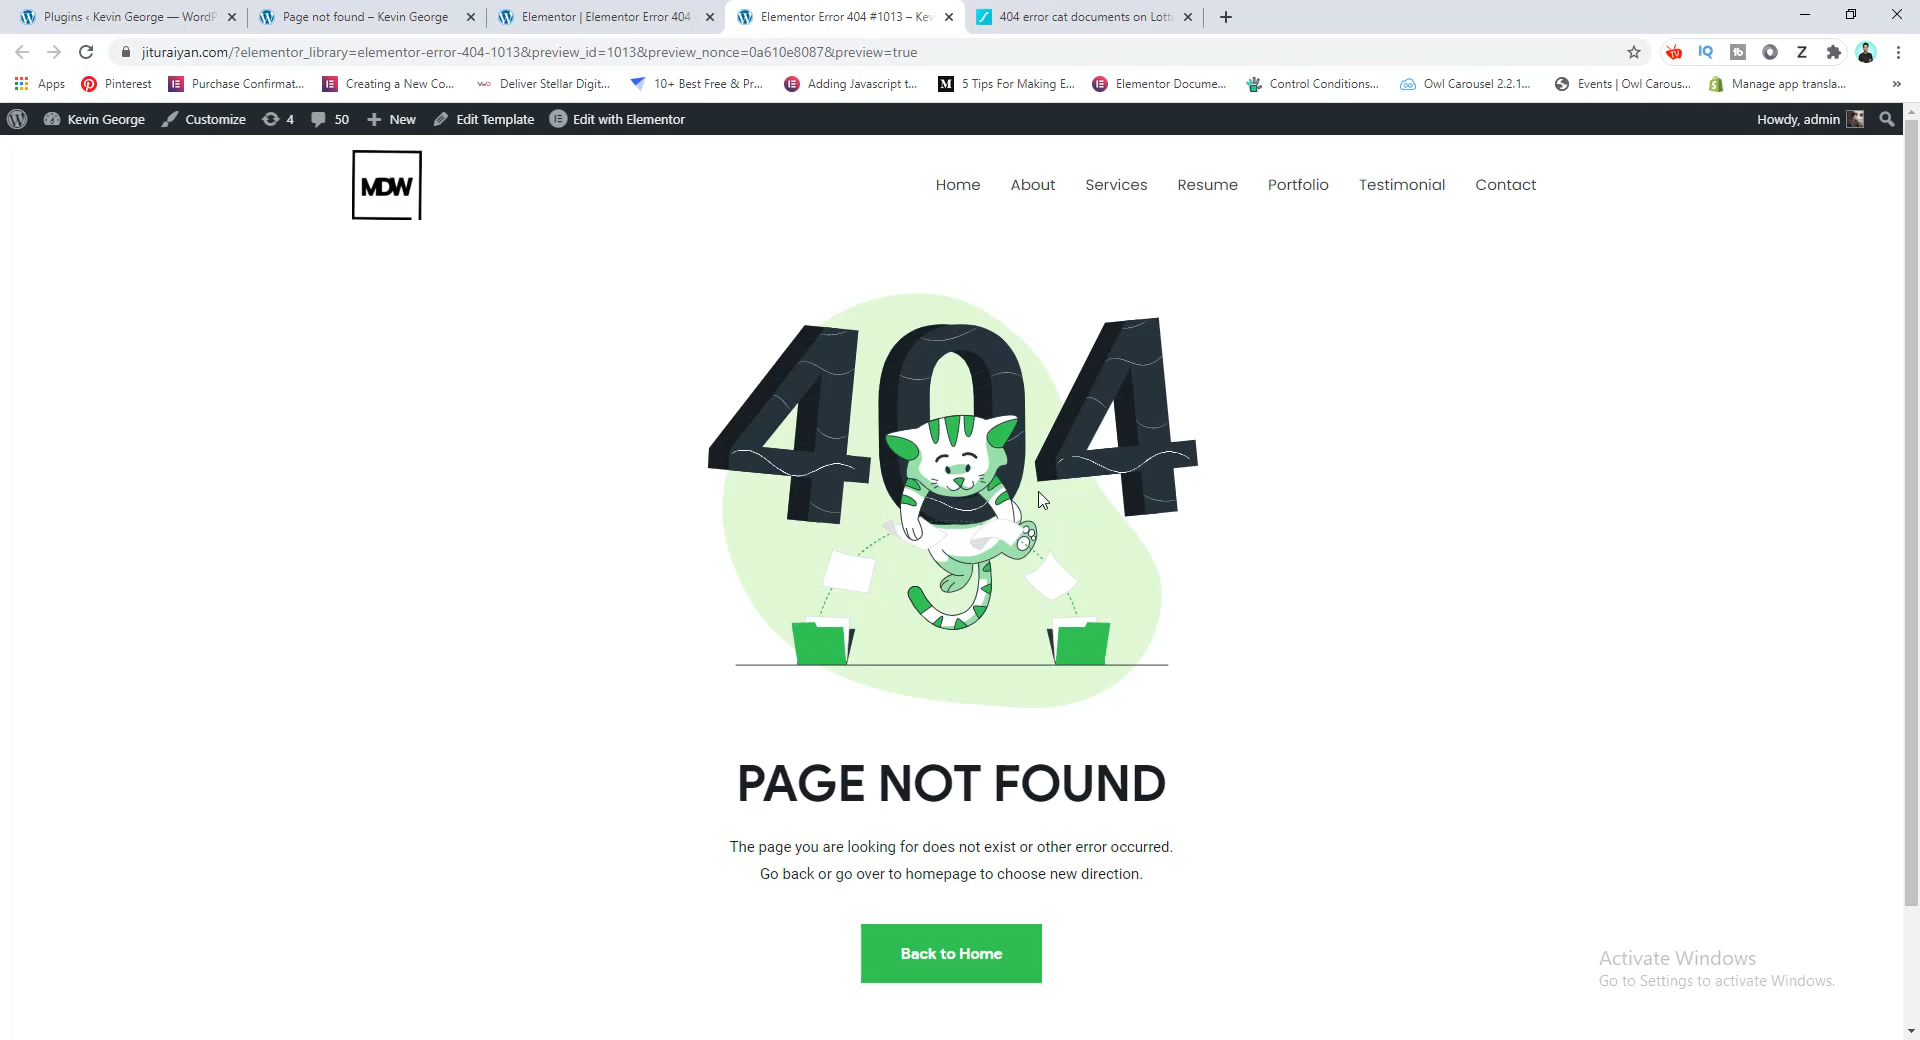 Plugins ‹ Kevin George — WordP
Page not found – Kevin George
Elementor | Elementor Error 404
Elementor Error 404 #1013 – Kev
404 error cat documents on Lotti
jituraiyan.com/?elementor_library=elementor-error-404-1013&preview_id=1013&preview_nonce=0a610e8087&preview=true
Apps
Pinterest
Purchase Confirmat...
Creating a New Co...
Deliver Stellar Digit...
10+ Best Free & Pr...
Adding Javascript t...
5 Tips For Making E...
Elementor Docume...
Control Conditions...
Owl Carousel 2.2.1...
Events | Owl Carous...
Manage app transla...
Kevin George
Customize
4
50
New
Edit Template
Edit with Elementor
Howdy, admin
MDW
Home
About
Services
Resume
Portfolio
Testimonial
Contact
404
PAGE NOT FOUND
The page you are looking for does not exist or other error occurred.
Go back or go over to homepage to choose new direction.
Back to Home
Activate Windows
Go to Settings to activate Windows.